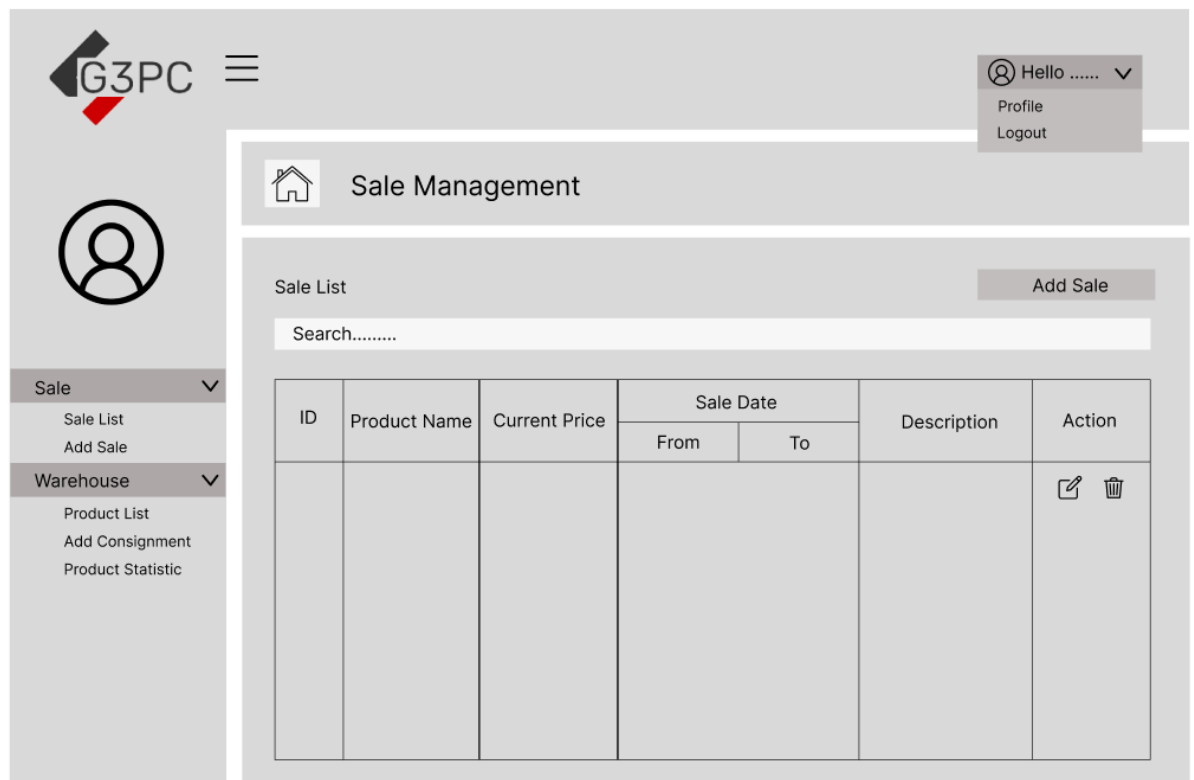 G3PC
Hello ......
Profile
Logout
Sale Management
Sale List
Add Sale
Search.........
Sale
Sale List
Add Sale
Warehouse
Product List
Add Consignment
Product Statistic
ID
Product Name
Current Price
Sale Date
From
To
Description
Action